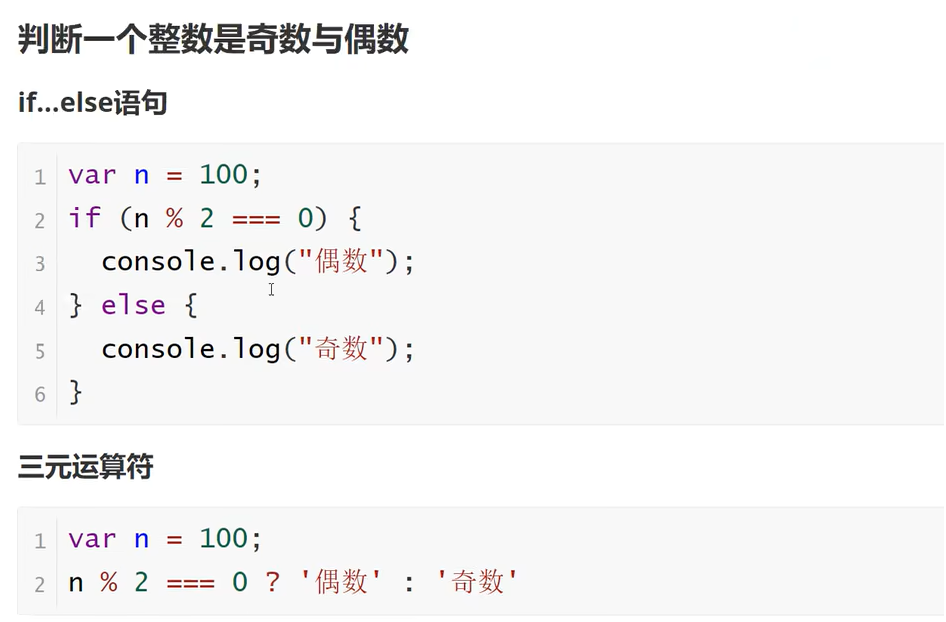 判断一个整数是奇数与偶数
if...else语句
1 var n = 100;
2 if (n % 2 === 0) {
3   console.log("偶数");
4 } else {
5   console.log("奇数");
6 }
三元运算符
1 var n = 100;
2 n % 2 === 0 ? '偶数' : '奇数'